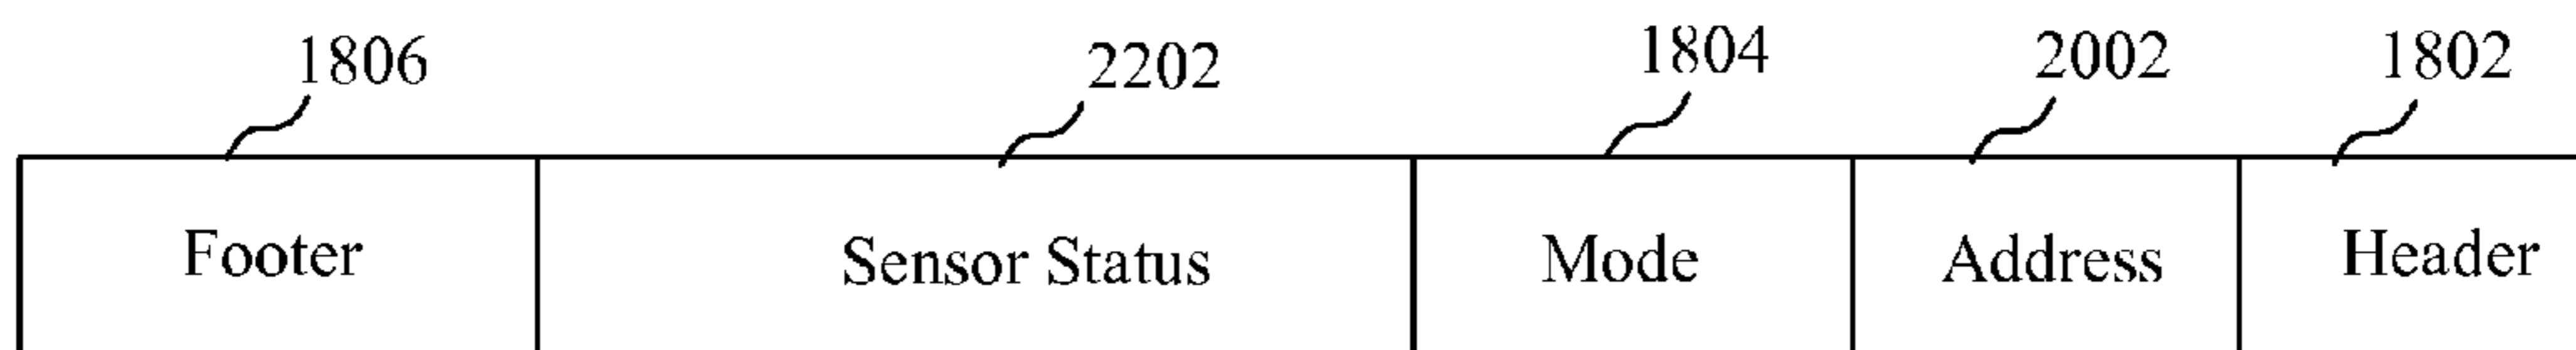 1806 2202 1804 2002 1802
Footer Sensor Status Mode Address Header